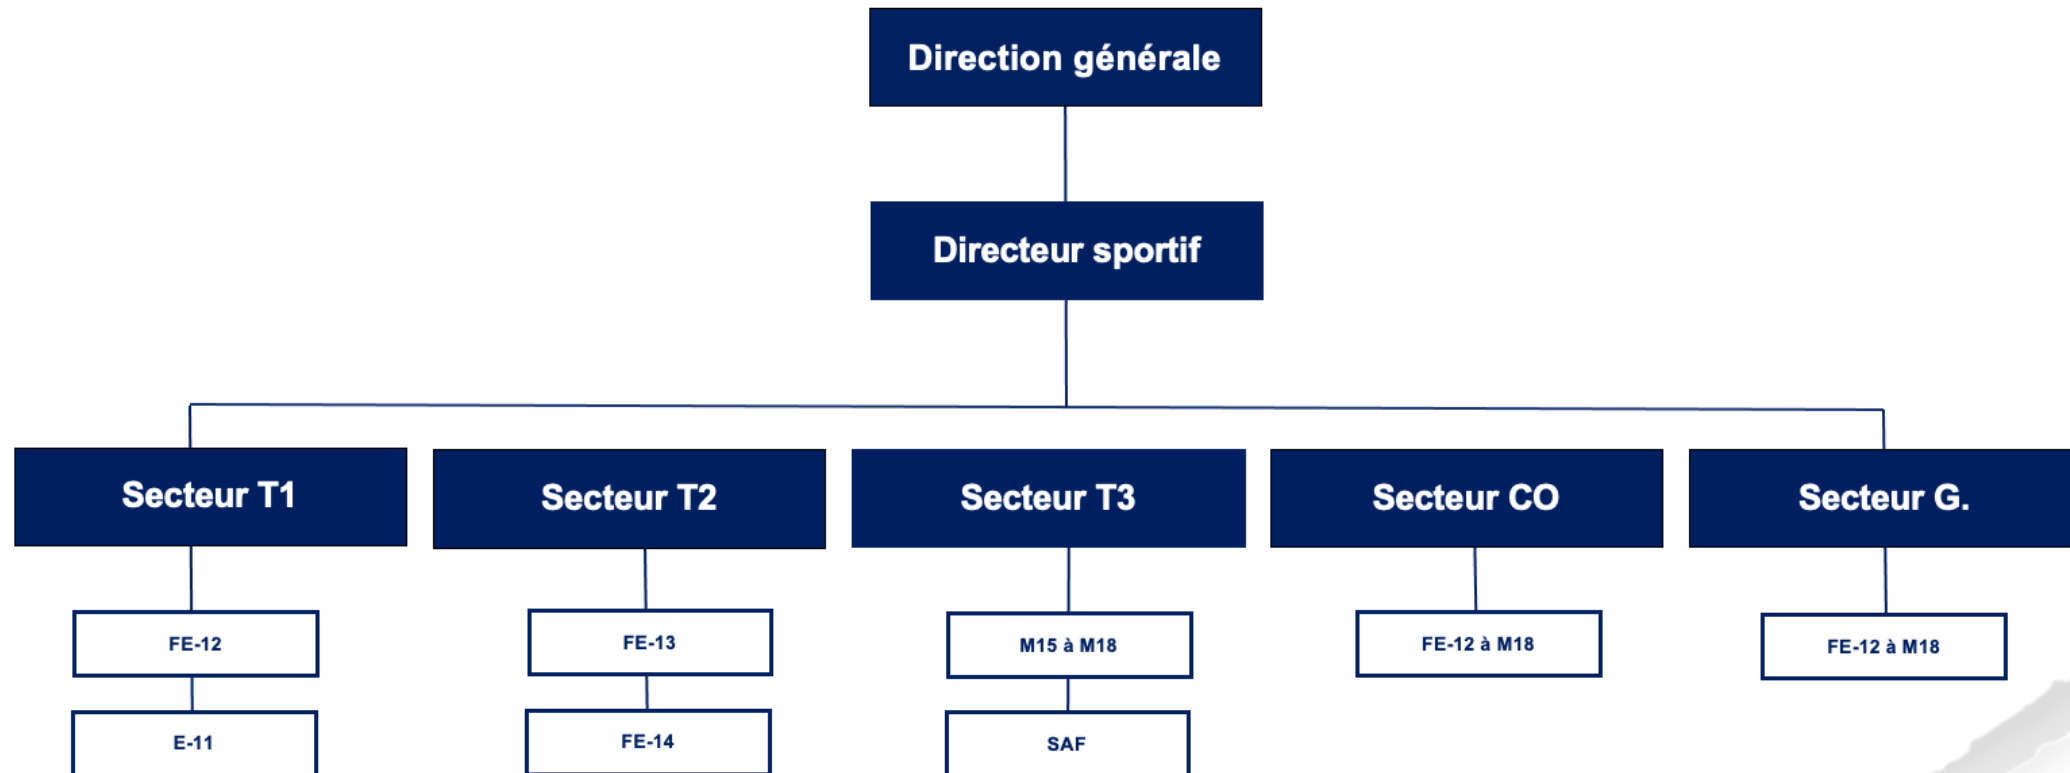 Direction générale
Directeur sportif
Secteur T1
Secteur T2
Secteur T3
Secteur CO
Secteur G.
FE-12
FE-13
M15 à M18
FE-12 à M18
FE-12 à M18
E-11
FE-14
SAF